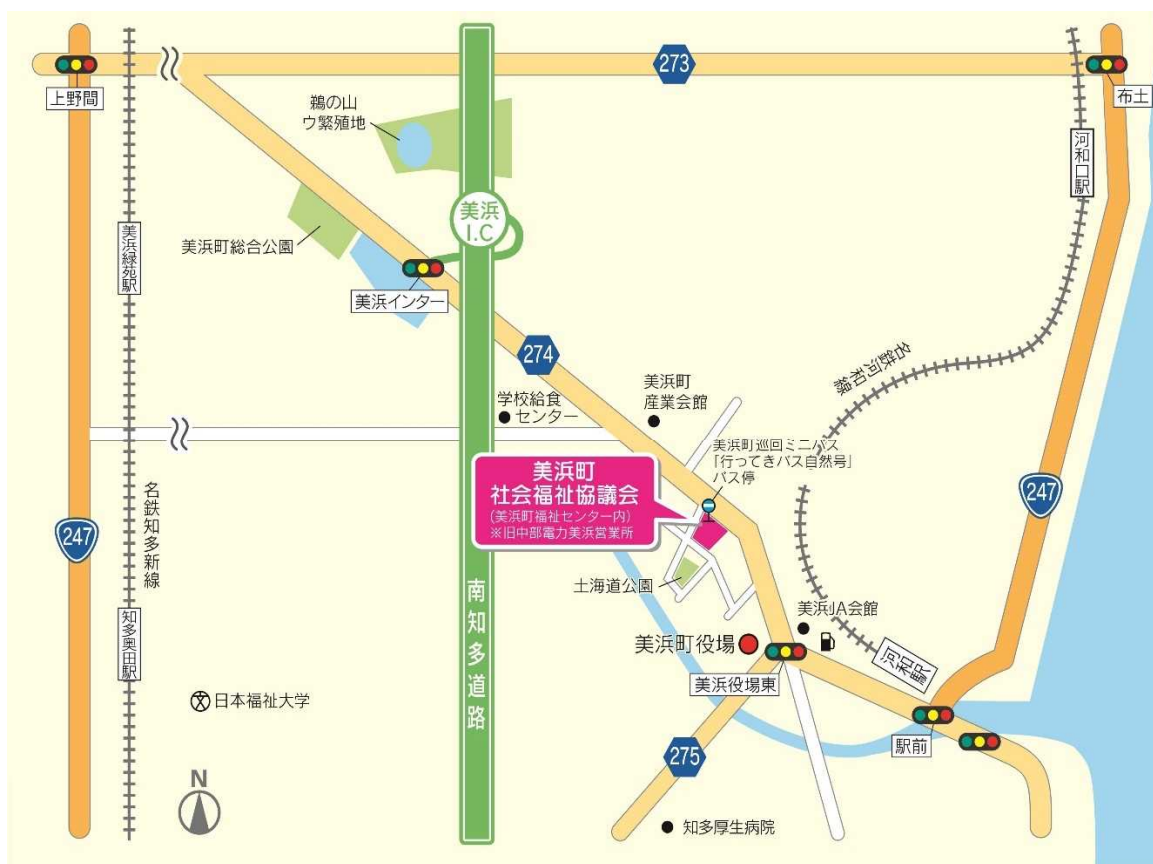 273
上野間
布土
鵜の山
ウ繁殖地
河和口駅
美浜
I.C
美浜緑苑駅
美浜町総合公園
美浜インター
274
名鉄河和線
美浜町
産業会館
学校給食
センター
美浜町巡回ミニバス
「行ってきバス自然号」
バス停
美浜町
社会福祉協議会
(美浜町福祉センター内)
※旧中部電力美浜営業所
247
247
名鉄知多新線
南知多道路
土海道公園
美浜JA会館
知多奥田駅
美浜町役場
河和駅
美浜役場東
日本福祉大学
駅前
275
N
知多厚生病院